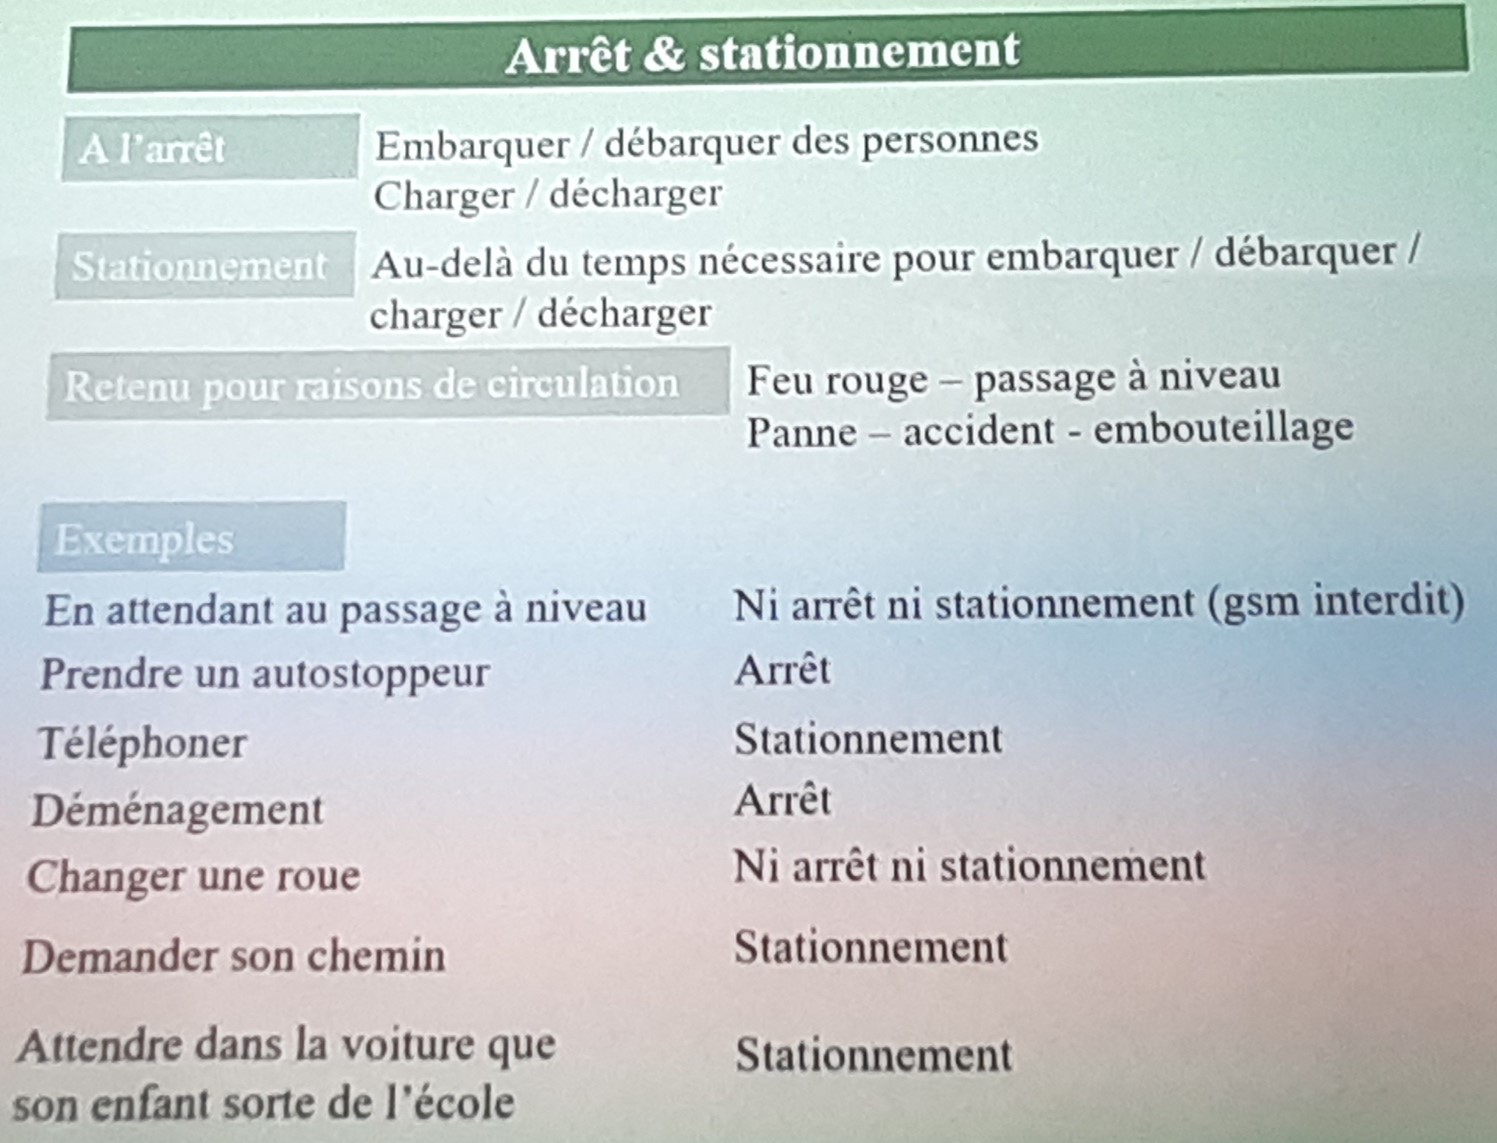 Arrêt & stationnement
A l'arrêt
Embarquer / débarquer des personnes
Charger / décharger
Stationnement
Au-delà du temps nécessaire pour embarquer / débarquer /
charger / décharger
Retenu pour raisons de circulation
Feu rouge – passage à niveau
Panne – accident - embouteillage
Exemples
En attendant au passage à niveau
Ni arrêt ni stationnement (gsm interdit)
Prendre un autostoppeur
Arrêt
Téléphoner
Stationnement
Déménagement
Arrêt
Changer une roue
Ni arrêt ni stationnement
Demander son chemin
Stationnement
Attendre dans la voiture que
son enfant sorte de l'école
Stationnement